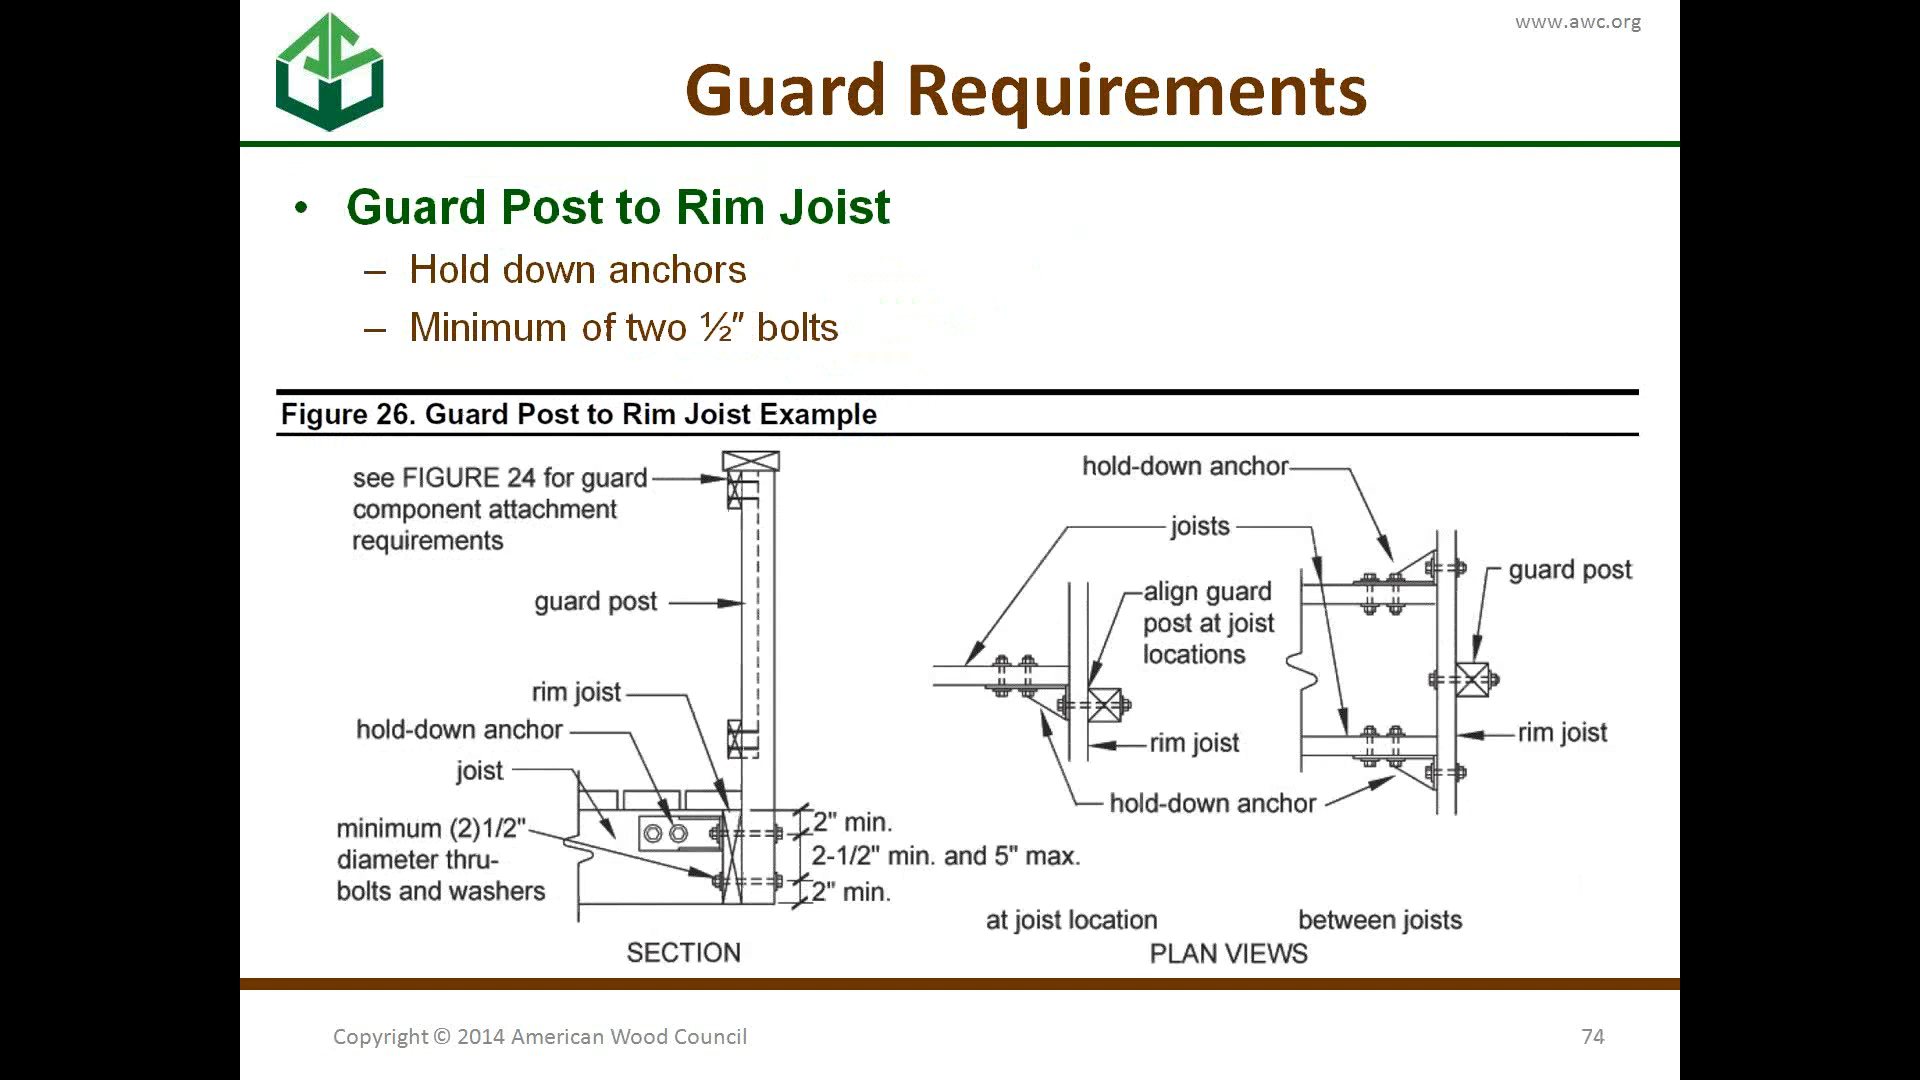 www.awc.org
Guard Requirements
• Guard Post to Rim Joist
– Hold down anchors
– Minimum of two ½″ bolts
Figure 26. Guard Post to Rim Joist Example
see FIGURE 24 for guard
component attachment
requirements
guard post
rim joist
hold-down anchor
joist
minimum (2)1/2"
diameter thru-
bolts and washers
2" min.
2-1/2" min. and 5" max.
2" min.
SECTION
hold-down anchor
joists
align guard
post at joist
locations
guard post
rim joist
rim joist
hold-down anchor
at joist location
between joists
PLAN VIEWS
Copyright © 2014 American Wood Council
74